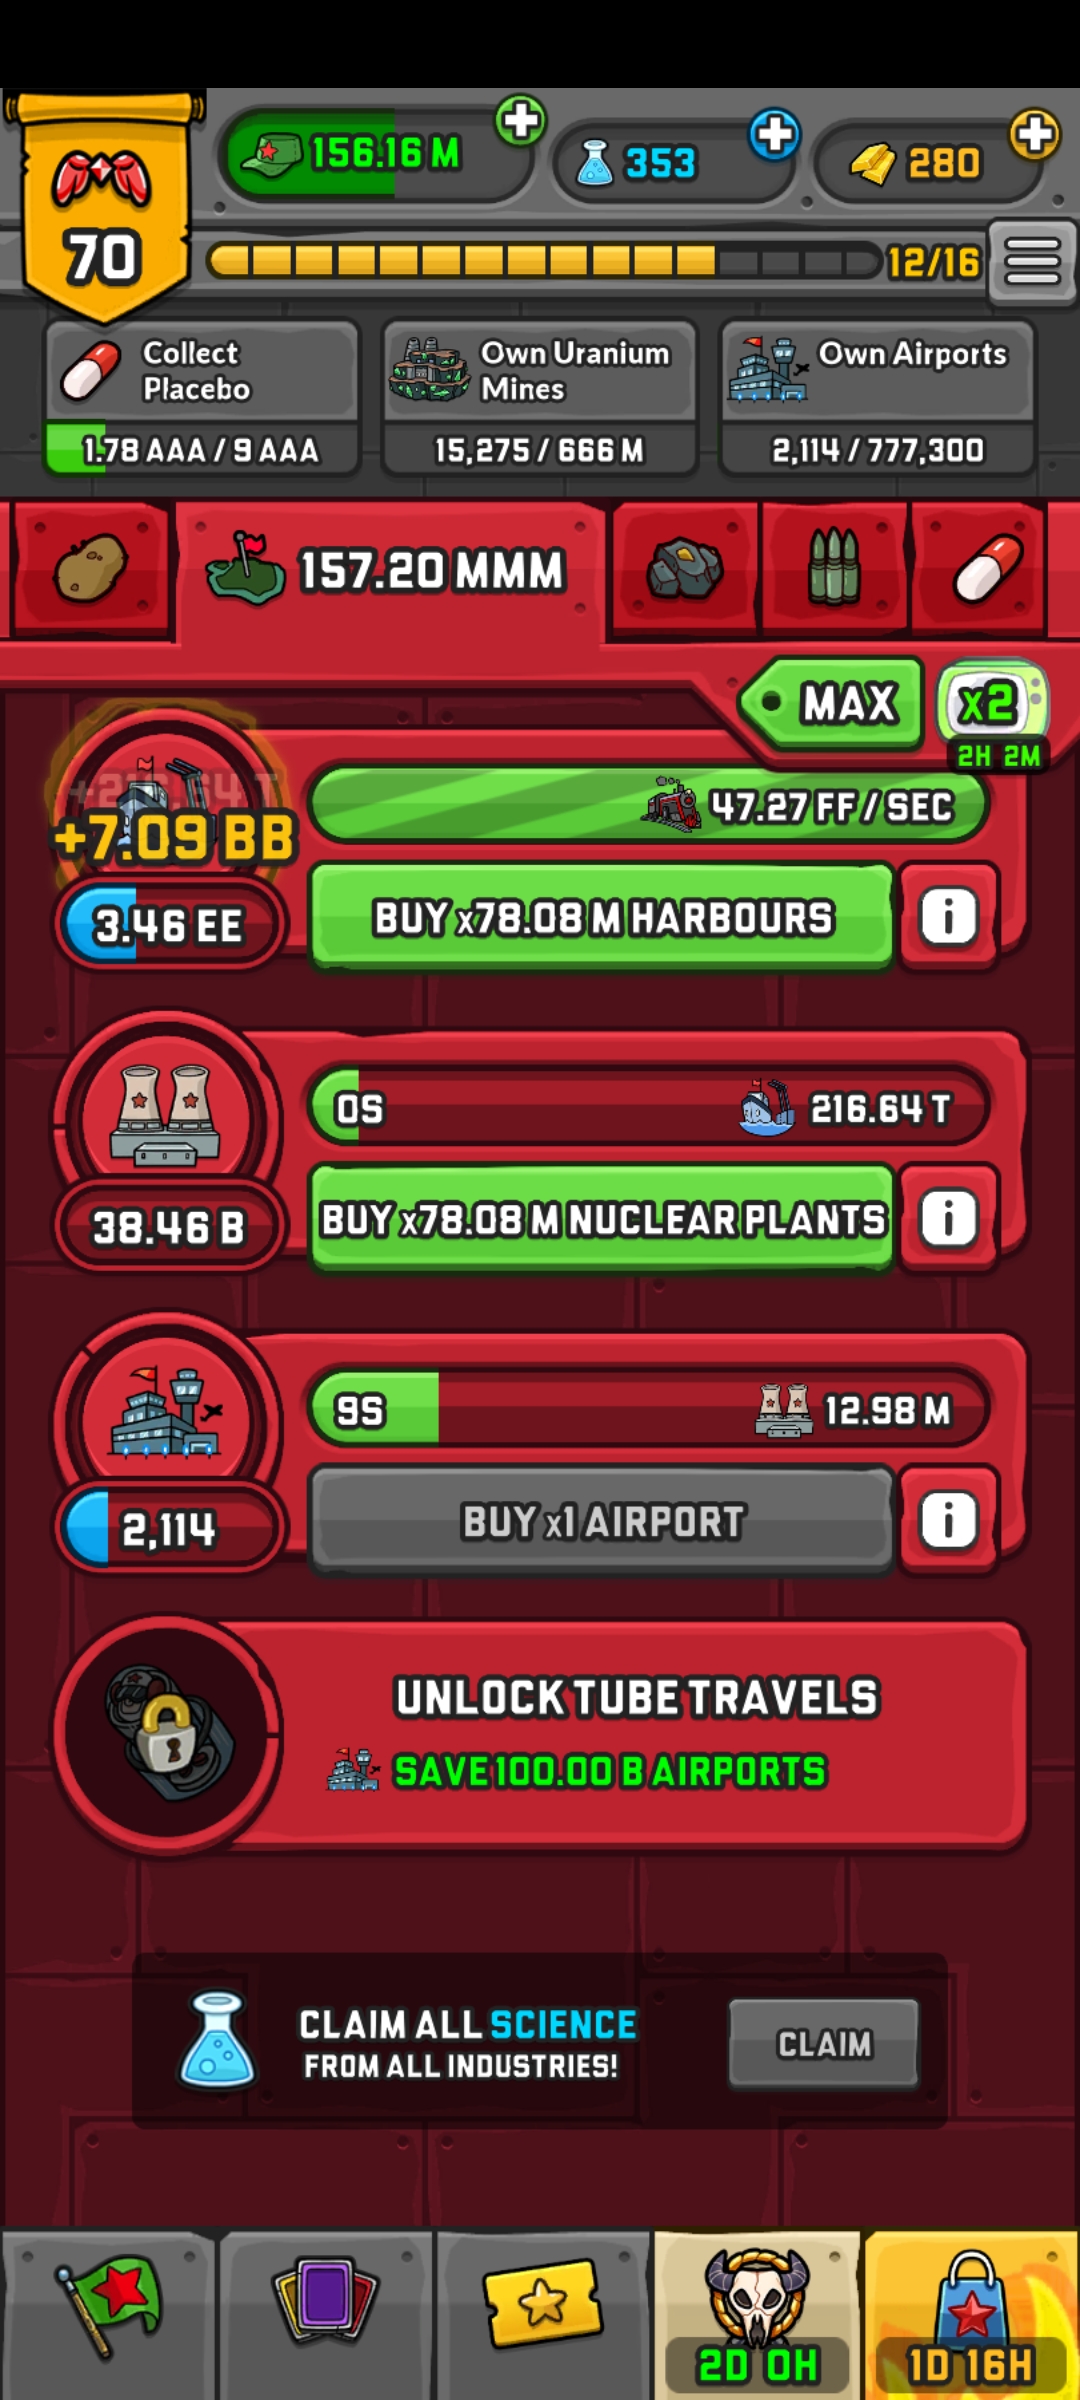 156.16 M
353
280
70
12/16
Collect
Placebo
Own Uranium
Mines
Own Airports
1.78 AAA / 9 AAA
15,275 / 666 M
2,114 / 777,300
157.20 MMM
MAX
x2
2H 2M
+216.64 T
+7.09 BB
47.27 FF / SEC
3.46 EE
BUY x78.08 M HARBOURS
i
0S
216.64 T
38.46 B
BUY x78.08 M NUCLEAR PLANTS
i
9S
12.98 M
2,114
BUY x1 AIRPORT
i
UNLOCK TUBE TRAVELS
SAVE 100.00 B AIRPORTS
CLAIM ALL SCIENCE
FROM ALL INDUSTRIES!
CLAIM
2D 0H
1D 16H